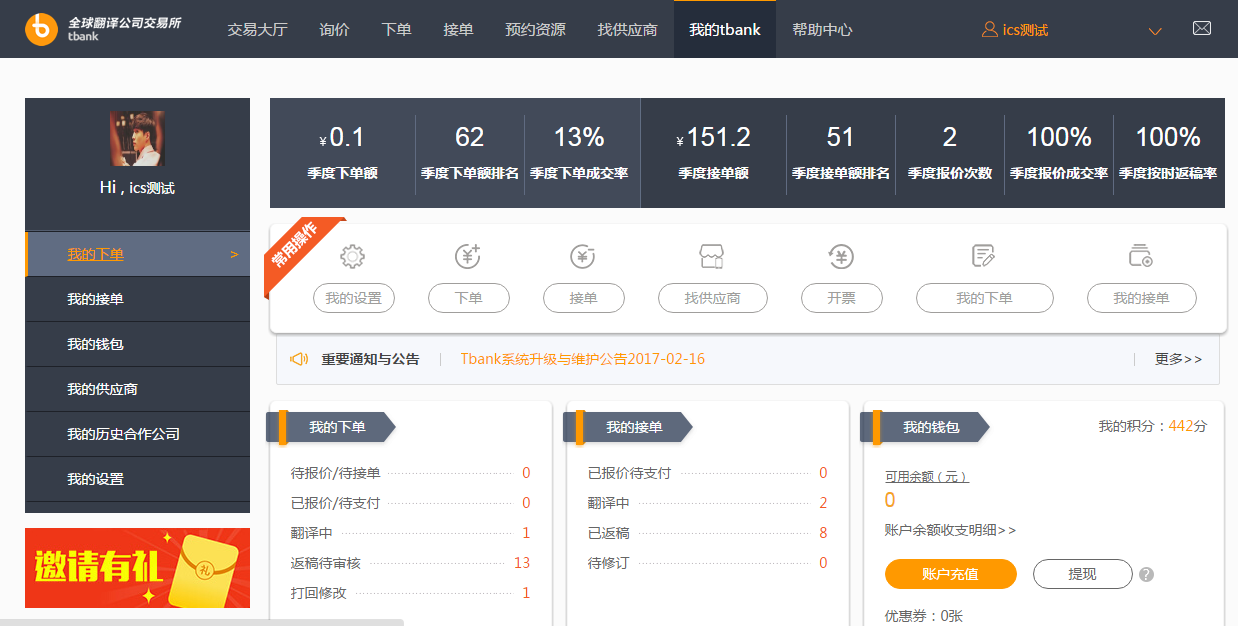 全球翻译公司交易所
tbank
交易大厅 询价 下单 接单 预约资源 找供应商 我的tbank 帮助中心 ics测试
Hi , ics测试
我的下单 >
我的接单
我的钱包
我的供应商
我的历史合作公司
我的设置
邀请有礼
礼
¥0.1 62 13% ¥151.2 51 2 100% 100%
季度下单额 季度下单额排名 季度下单成交率 季度接单额 季度接单额排名 季度报价次数 季度报价成交率 季度按时返稿率
常用操作
我的设置 下单 接单 找供应商 开票 我的下单 我的接单
重要通知与公告 Tbank系统升级与维护公告2017-02-16 更多>>
我的下单
待报价/待接单 0
已报价/待支付 0
翻译中 1
返稿待审核 13
打回修改 1
我的接单
已报价待支付 0
翻译中 2
已返稿 8
待修订 0
我的钱包 我的积分：442分
可用余额（元）
0
账户余额收支明细>>
账户充值 提现 ?
优惠券：0张